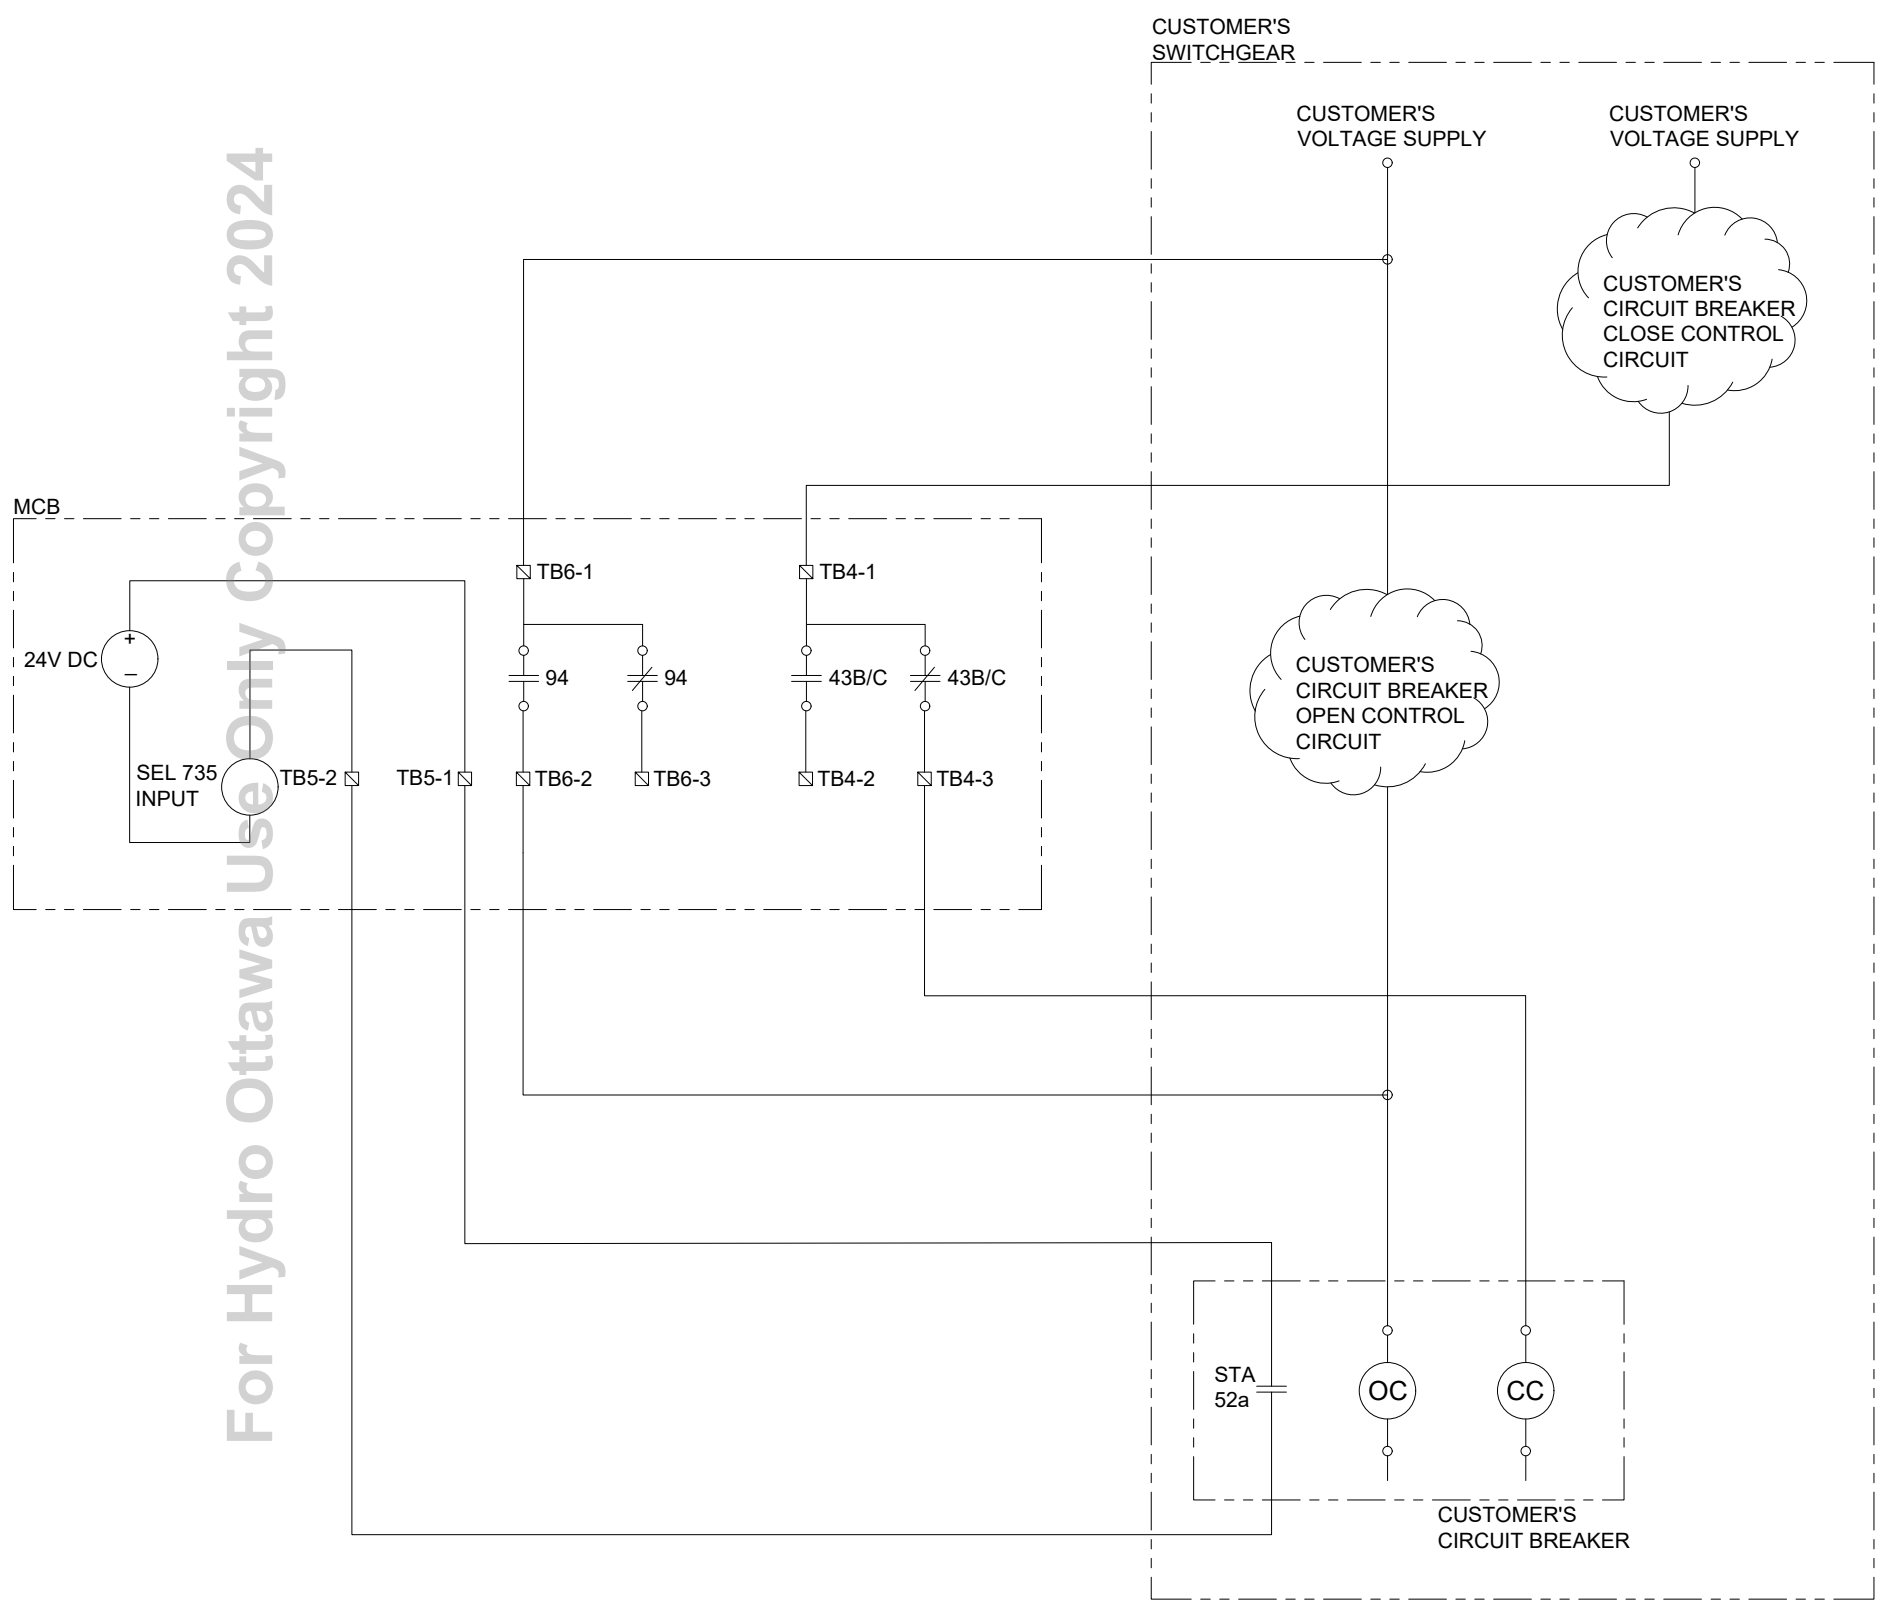 CUSTOMER'S
SWITCHGEAR
CUSTOMER'S
VOLTAGE SUPPLY
CUSTOMER'S
VOLTAGE SUPPLY
CUSTOMER'S
CIRCUIT BREAKER
CLOSE CONTROL
CIRCUIT
MCB
TB6-1
TB4-1
24V DC
+
–
94
94
43B/C
43B/C
CUSTOMER'S
CIRCUIT BREAKER
OPEN CONTROL
CIRCUIT
SEL 735
INPUT
TB5-2
TB5-1
TB6-2
TB6-3
TB4-2
TB4-3
STA
52a
OC
CC
CUSTOMER'S
CIRCUIT BREAKER
For Hydro Ottawa Use Only Copyright 2024